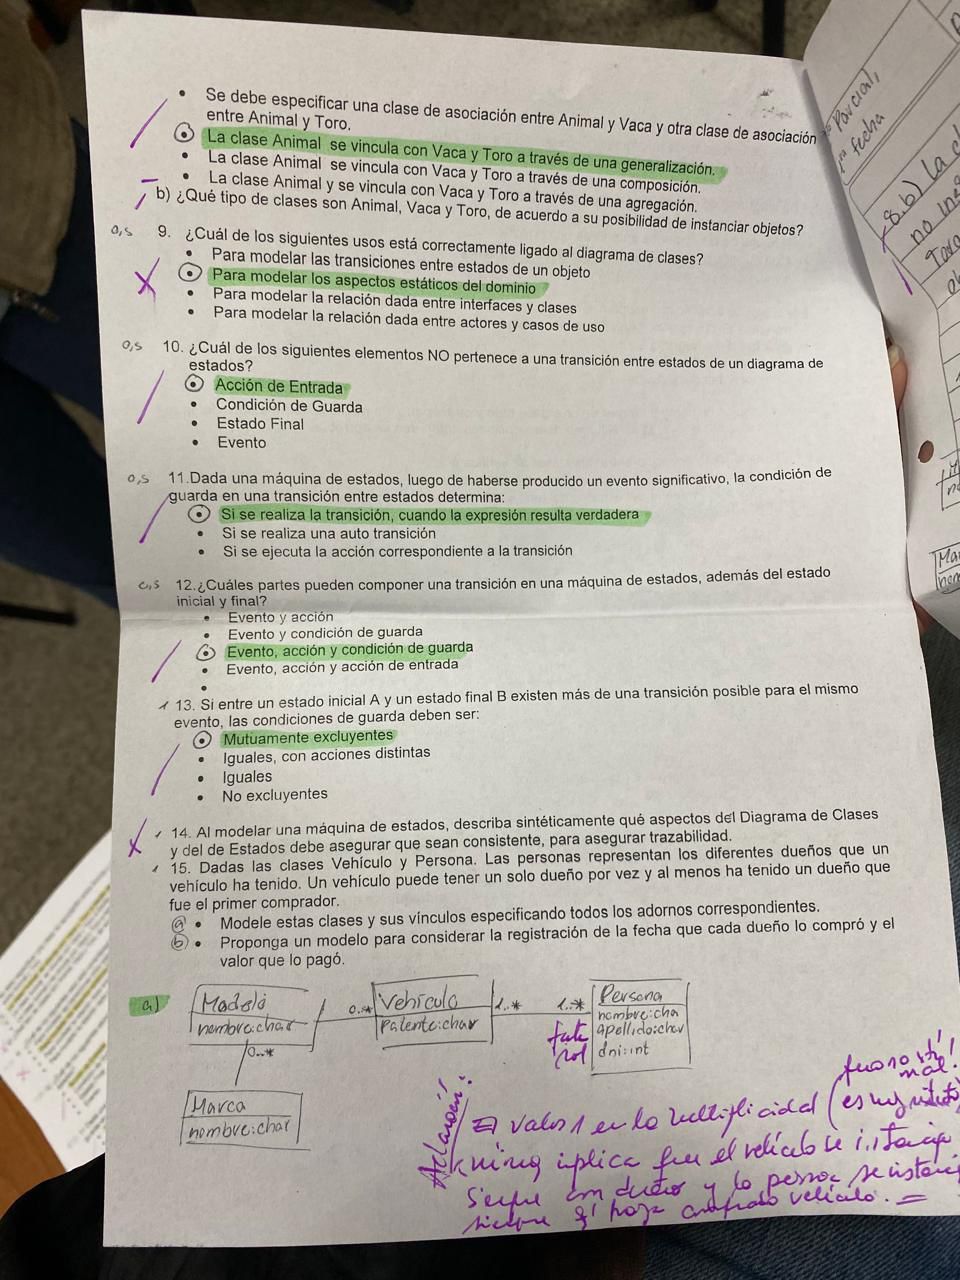 • Se debe especificar una clase de asociación entre Animal y Vaca y otra clase de asociación
entre Animal y Toro.
• La clase Animal se vincula con Vaca y Toro a través de una generalización.
• La clase Animal se vincula con Vaca y Toro a través de una composición.
• La clase Animal y se vincula con Vaca y Toro a través de una agregación.
b) ¿Qué tipo de clases son Animal, Vaca y Toro, de acuerdo a su posibilidad de instanciar objetos?
0,5 9. ¿Cuál de los siguientes usos está correctamente ligado al diagrama de clases?
• Para modelar las transiciones entre estados de un objeto
• Para modelar los aspectos estáticos del dominio
• Para modelar la relación dada entre interfaces y clases
• Para modelar la relación dada entre actores y casos de uso
0,5 10. ¿Cuál de los siguientes elementos NO pertenece a una transición entre estados de un diagrama de
estados?
• Acción de Entrada
• Condición de Guarda
• Estado Final
• Evento
0,5 11.Dada una máquina de estados, luego de haberse producido un evento significativo, la condición de
guarda en una transición entre estados determina:
• Si se realiza la transición, cuando la expresión resulta verdadera
• Si se realiza una auto transición
• Si se ejecuta la acción correspondiente a la transición
0,5 12.¿Cuáles partes pueden componer una transición en una máquina de estados, además del estado
inicial y final?
• Evento y acción
• Evento y condición de guarda
• Evento, acción y condición de guarda
• Evento, acción y acción de entrada
•
1 13. Si entre un estado inicial A y un estado final B existen más de una transición posible para el mismo
evento, las condiciones de guarda deben ser:
• Mutuamente excluyentes
• Iguales, con acciones distintas
• Iguales
• No excluyentes
1 14. Al modelar una máquina de estados, describa sintéticamente qué aspectos del Diagrama de Clases
y del de Estados debe asegurar que sean consistente, para asegurar trazabilidad.
1 15. Dadas las clases Vehículo y Persona. Las personas representan los diferentes dueños que un
vehículo ha tenido. Un vehículo puede tener un solo dueño por vez y al menos ha tenido un dueño que
fue el primer comprador.
a • Modele estas clases y sus vínculos especificando todos los adornos correspondientes.
b • Proponga un modelo para considerar la registración de la fecha que cada dueño lo compró y el
valor que lo pagó.
a)
Modelo
nombre:char
0..*
Vehículo
Patente:char
1..*
1..*
Persona
nombre:cha
apellido:char
dni:int
0..*
Marca
nombre:char
rol
valor 1 en la multiplicidad
implica que el vehículo se
siempre con dueño y la persona se
siempre q' haya comprado vehículo.
Parcial,
fecha
8.b) la c
no
Toro